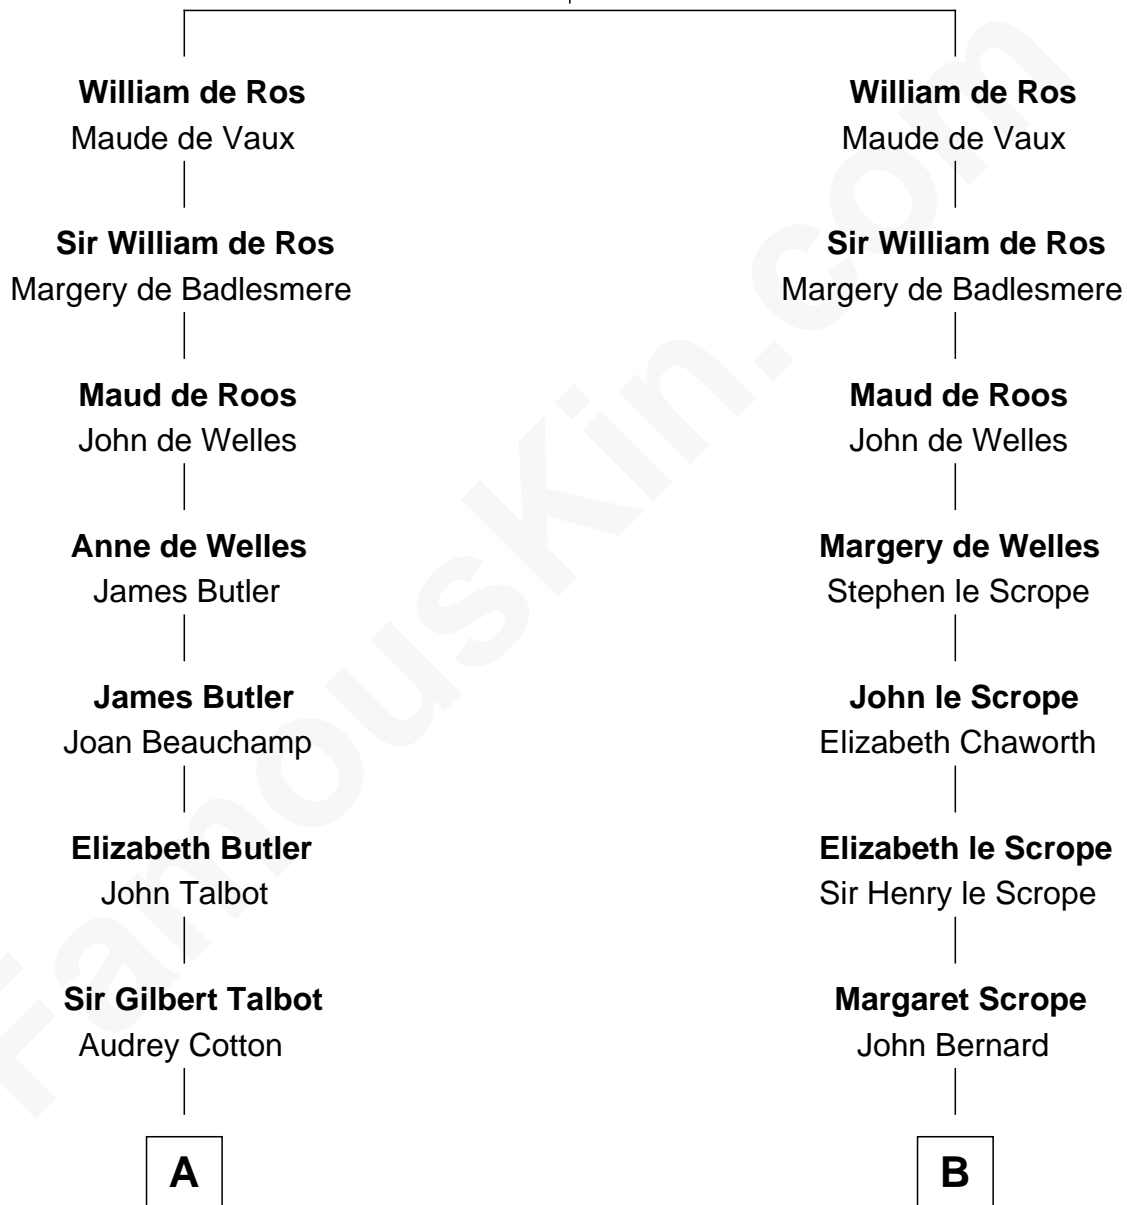 William de Ros
Maude de Vaux
Sir William de Ros
Margery de Badlesmere
Maud de Roos
John de Welles
Anne de Welles
James Butler
James Butler
Joan Beauchamp
Elizabeth Butler
John Talbot
Sir Gilbert Talbot
Audrey Cotton
A
William de Ros
Maude de Vaux
Sir William de Ros
Margery de Badlesmere
Maud de Roos
John de Welles
Margery de Welles
Stephen le Scrope
John le Scrope
Elizabeth Chaworth
Elizabeth le Scrope
Sir Henry le Scrope
Margaret Scrope
John Bernard
B
FamousKin.com